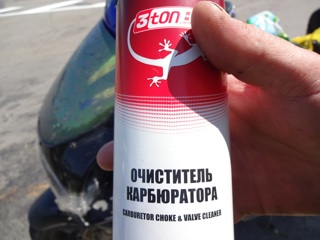 3ton
ОЧИСТИТЕЛЬ
КАРБЮРАТОРА
CARBURETOR CHOKE & VALVE CLEANER